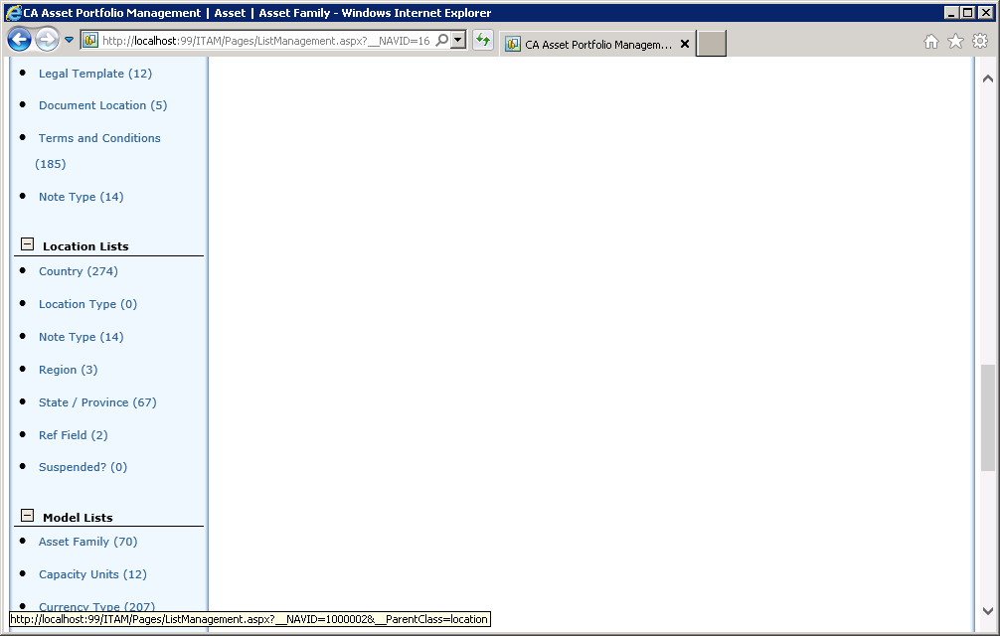 CA Asset Portfolio Management | Asset | Asset Family - Windows Internet Explorer
http://localhost:99/ITAM/Pages/ListManagement.aspx?__NAVID=16
CA Asset Portfolio Managem...
Legal Template (12)
Document Location (5)
Terms and Conditions
(185)
Note Type (14)
Location Lists
Country (274)
Location Type (0)
Note Type (14)
Region (3)
State / Province (67)
Ref Field (2)
Suspended? (0)
Model Lists
Asset Family (70)
Capacity Units (12)
Currency Type (207)
http://localhost:99/ITAM/Pages/ListManagement.aspx?__NAVID=1000002&__ParentClass=location